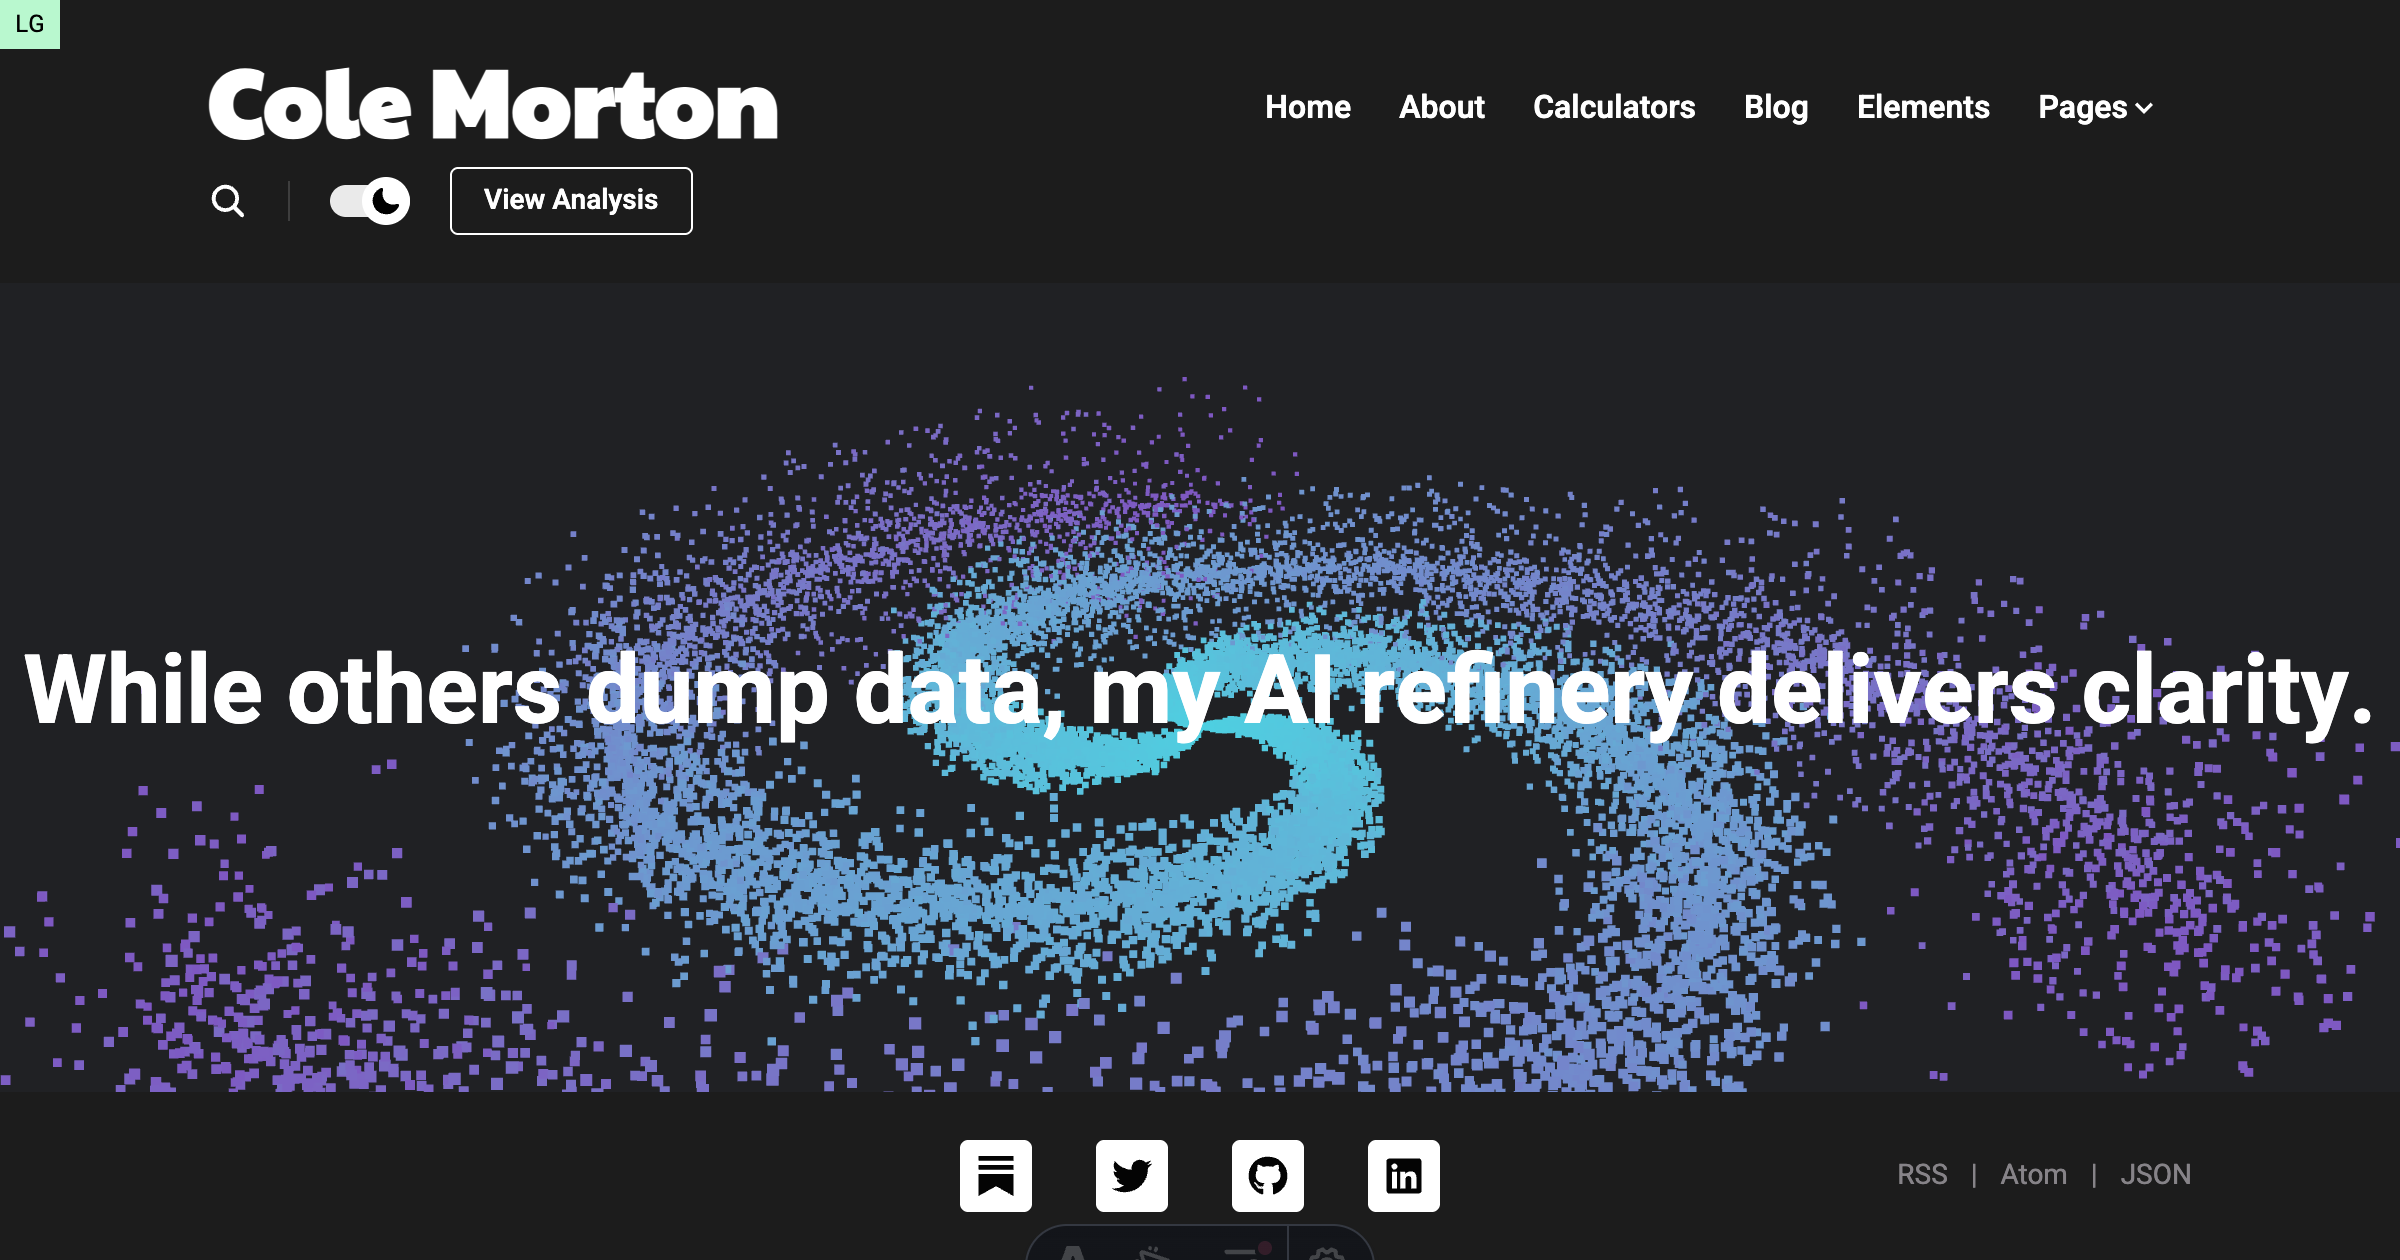 LG
Cole Morton
Home About Calculators Blog Elements Pages
View Analysis
While others dump data, my AI refinery delivers clarity.
RSS | Atom | JSON